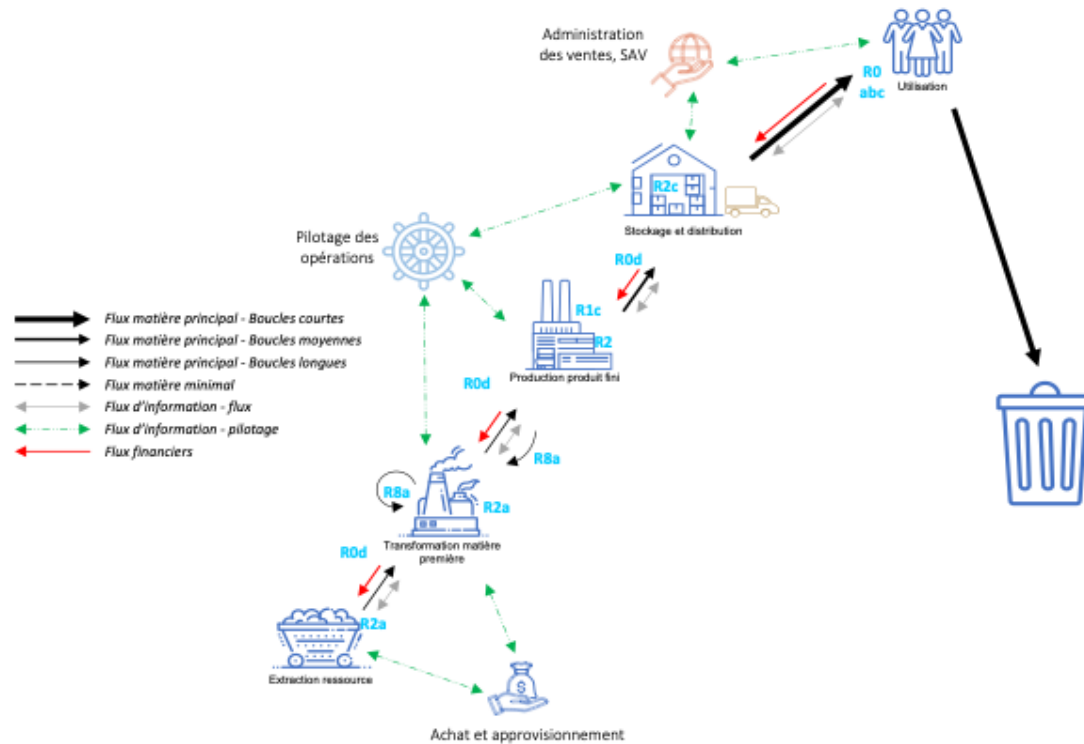 Administration
des ventes, SAV
R0
abc
Utilisation
R2c
Stockage et distribution
Pilotage des
opérations
R0d
R1c
R2
Production produit fini
Flux matière principal - Boucles courtes
Flux matière principal - Boucles moyennes
Flux matière principal - Boucles longues
Flux matière minimal
Flux d'information - flux
Flux d'information - pilotage
Flux financiers
R0d
R8a
R8a
R2a
Transformation matière
première
R0d
R2a
Extraction ressource
$
Achat et approvisionnement